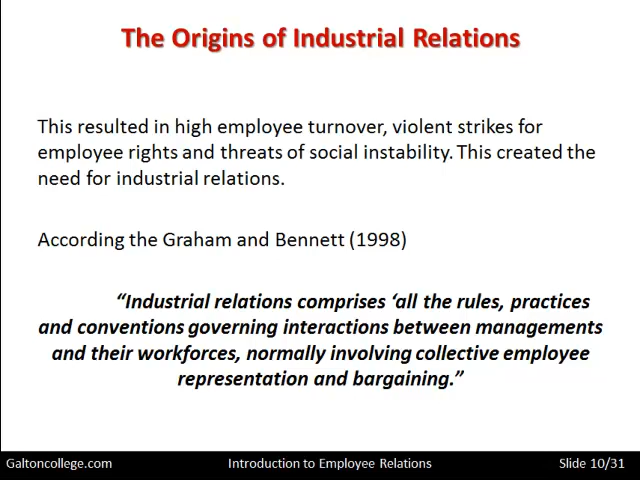 The Origins of Industrial Relations
This resulted in high employee turnover, violent strikes for
employee rights and threats of social instability. This created the
need for industrial relations.
According the Graham and Bennett (1998)
“Industrial relations comprises ‘all the rules, practices
and conventions governing interactions between managements
and their workforces, normally involving collective employee
representation and bargaining.”
Galtoncollege.com Introduction to Employee Relations Slide 10/31